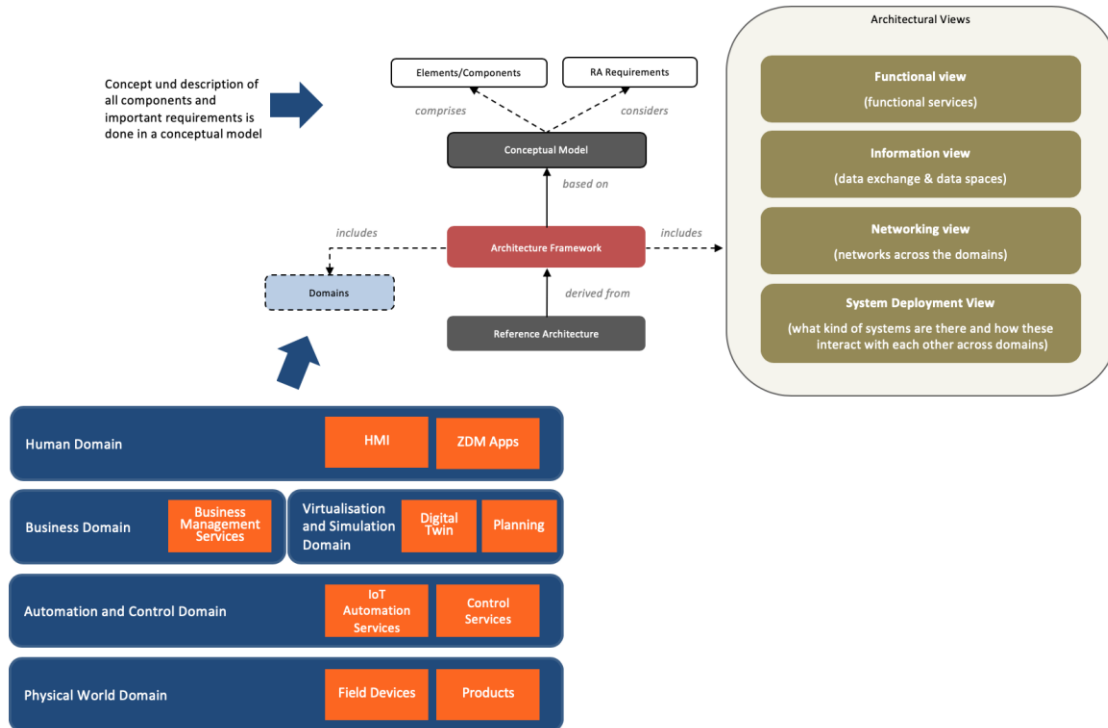 Architectural Views
Elements/Components
RA Requirements
Concept und description of
all components and
important requirements is
done in a conceptual model
comprises
considers
Conceptual Model
based on
includes
Architecture Framework
includes
Domains
derived from
Reference Architecture
Functional view
(functional services)
Information view
(data exchange & data spaces)
Networking view
(networks across the domains)
System Deployment View
(what kind of systems are there and how these
interact with each other across domains)
Human Domain
HMI
ZDM Apps
Business Domain
Business
Management
Services
Virtualisation
and Simulation
Domain
Digital
Twin
Planning
Automation and Control Domain
IoT
Automation
Services
Control
Services
Physical World Domain
Field Devices
Products